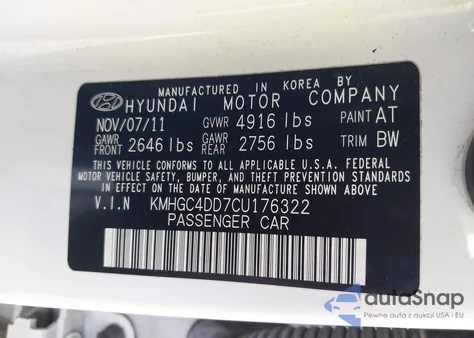 MANUFACTURED IN KOREA BY
HYUNDAI MOTOR COMPANY
NOV/07/11 GVWR 4916 lbs PAINT AT
GAWR FRONT 2646 lbs GAWR REAR 2756 lbs TRIM BW
THIS VEHICLE CONFORMS TO ALL APPLICABLE U.S.A. FEDERAL
MOTOR VEHICLE SAFETY, BUMPER, AND THEFT PREVENTION STANDARDS
IN EFFECT ON THE DATE OF MANUFACTURE SHOWN ABOVE.
V.I.N KMHGC4DD7CU176322
PASSENGER CAR
autoSnap
Pewne auta z aukcji USA i EU